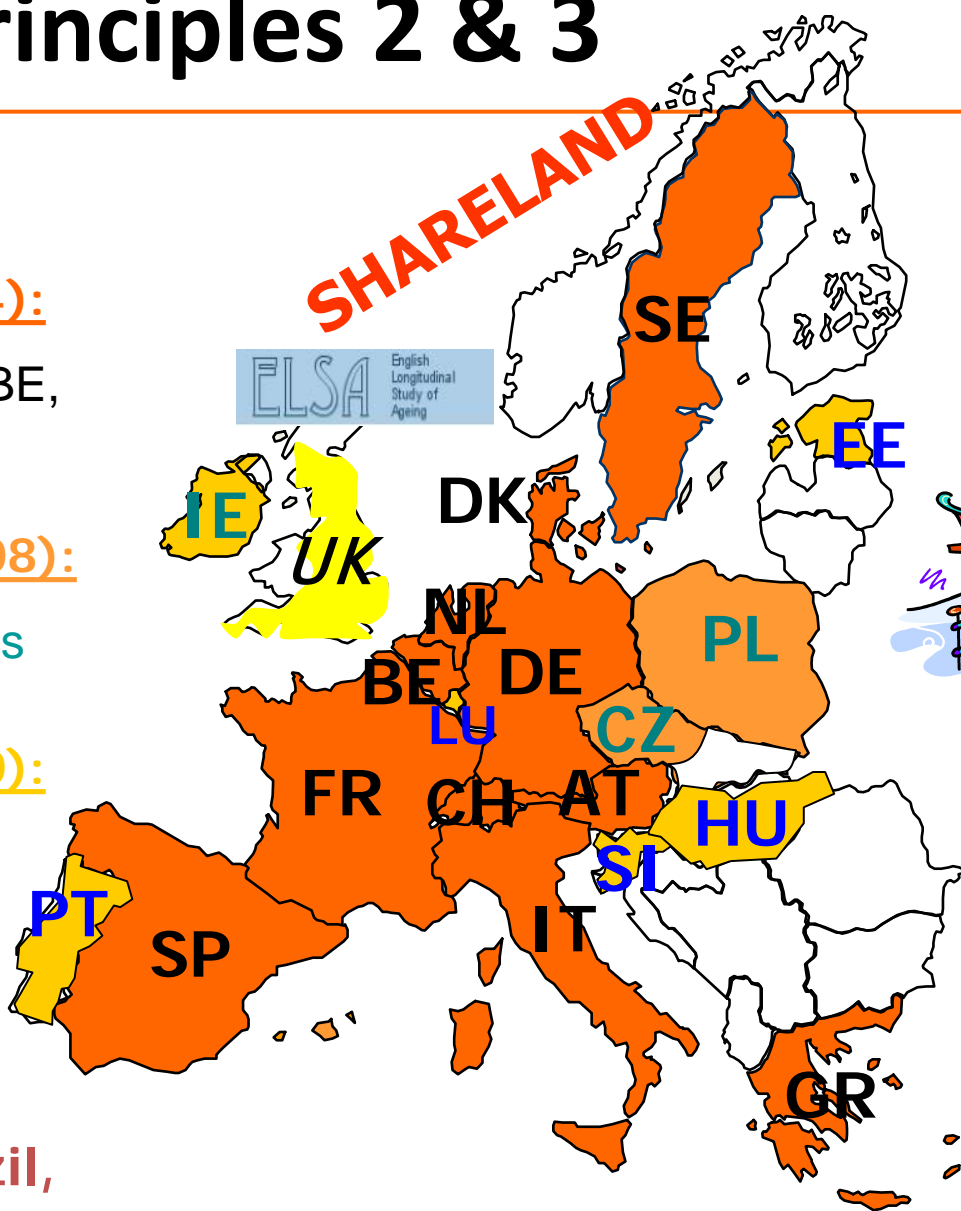 rinciples 2 & 3
SHARELAND
):
SE
BE,
ELSA English
Longitudinal
Study of
Ageing
EE
IE
DK
08):
UK
NL
s
PL
BE
DE
LU
CZ
):
FR
CH
AT
HU
SI
PT
SP
IT
GR
zil,